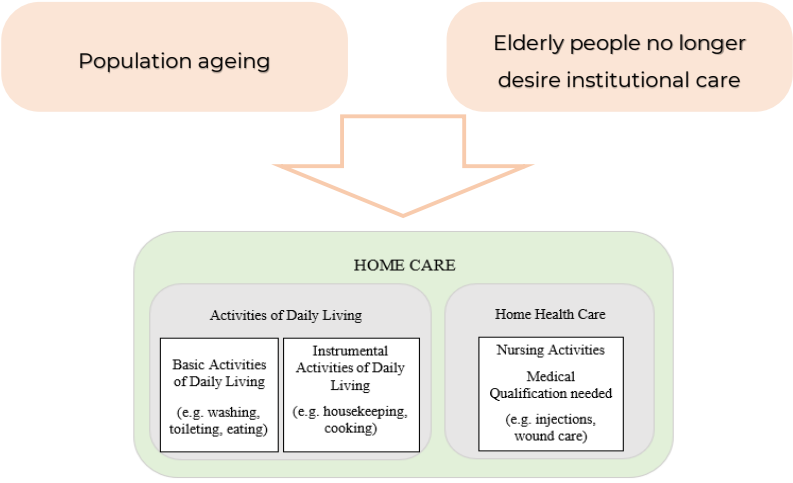 Population ageing
Elderly people no longer
desire institutional care
HOME CARE
Activities of Daily Living
Basic Activities
of Daily Living
(e.g. washing,
toileting, eating)
Instrumental
Activities of Daily
Living
(e.g. housekeeping,
cooking)
Home Health Care
Nursing Activities
Medical
Qualification needed
(e.g. injections,
wound care)